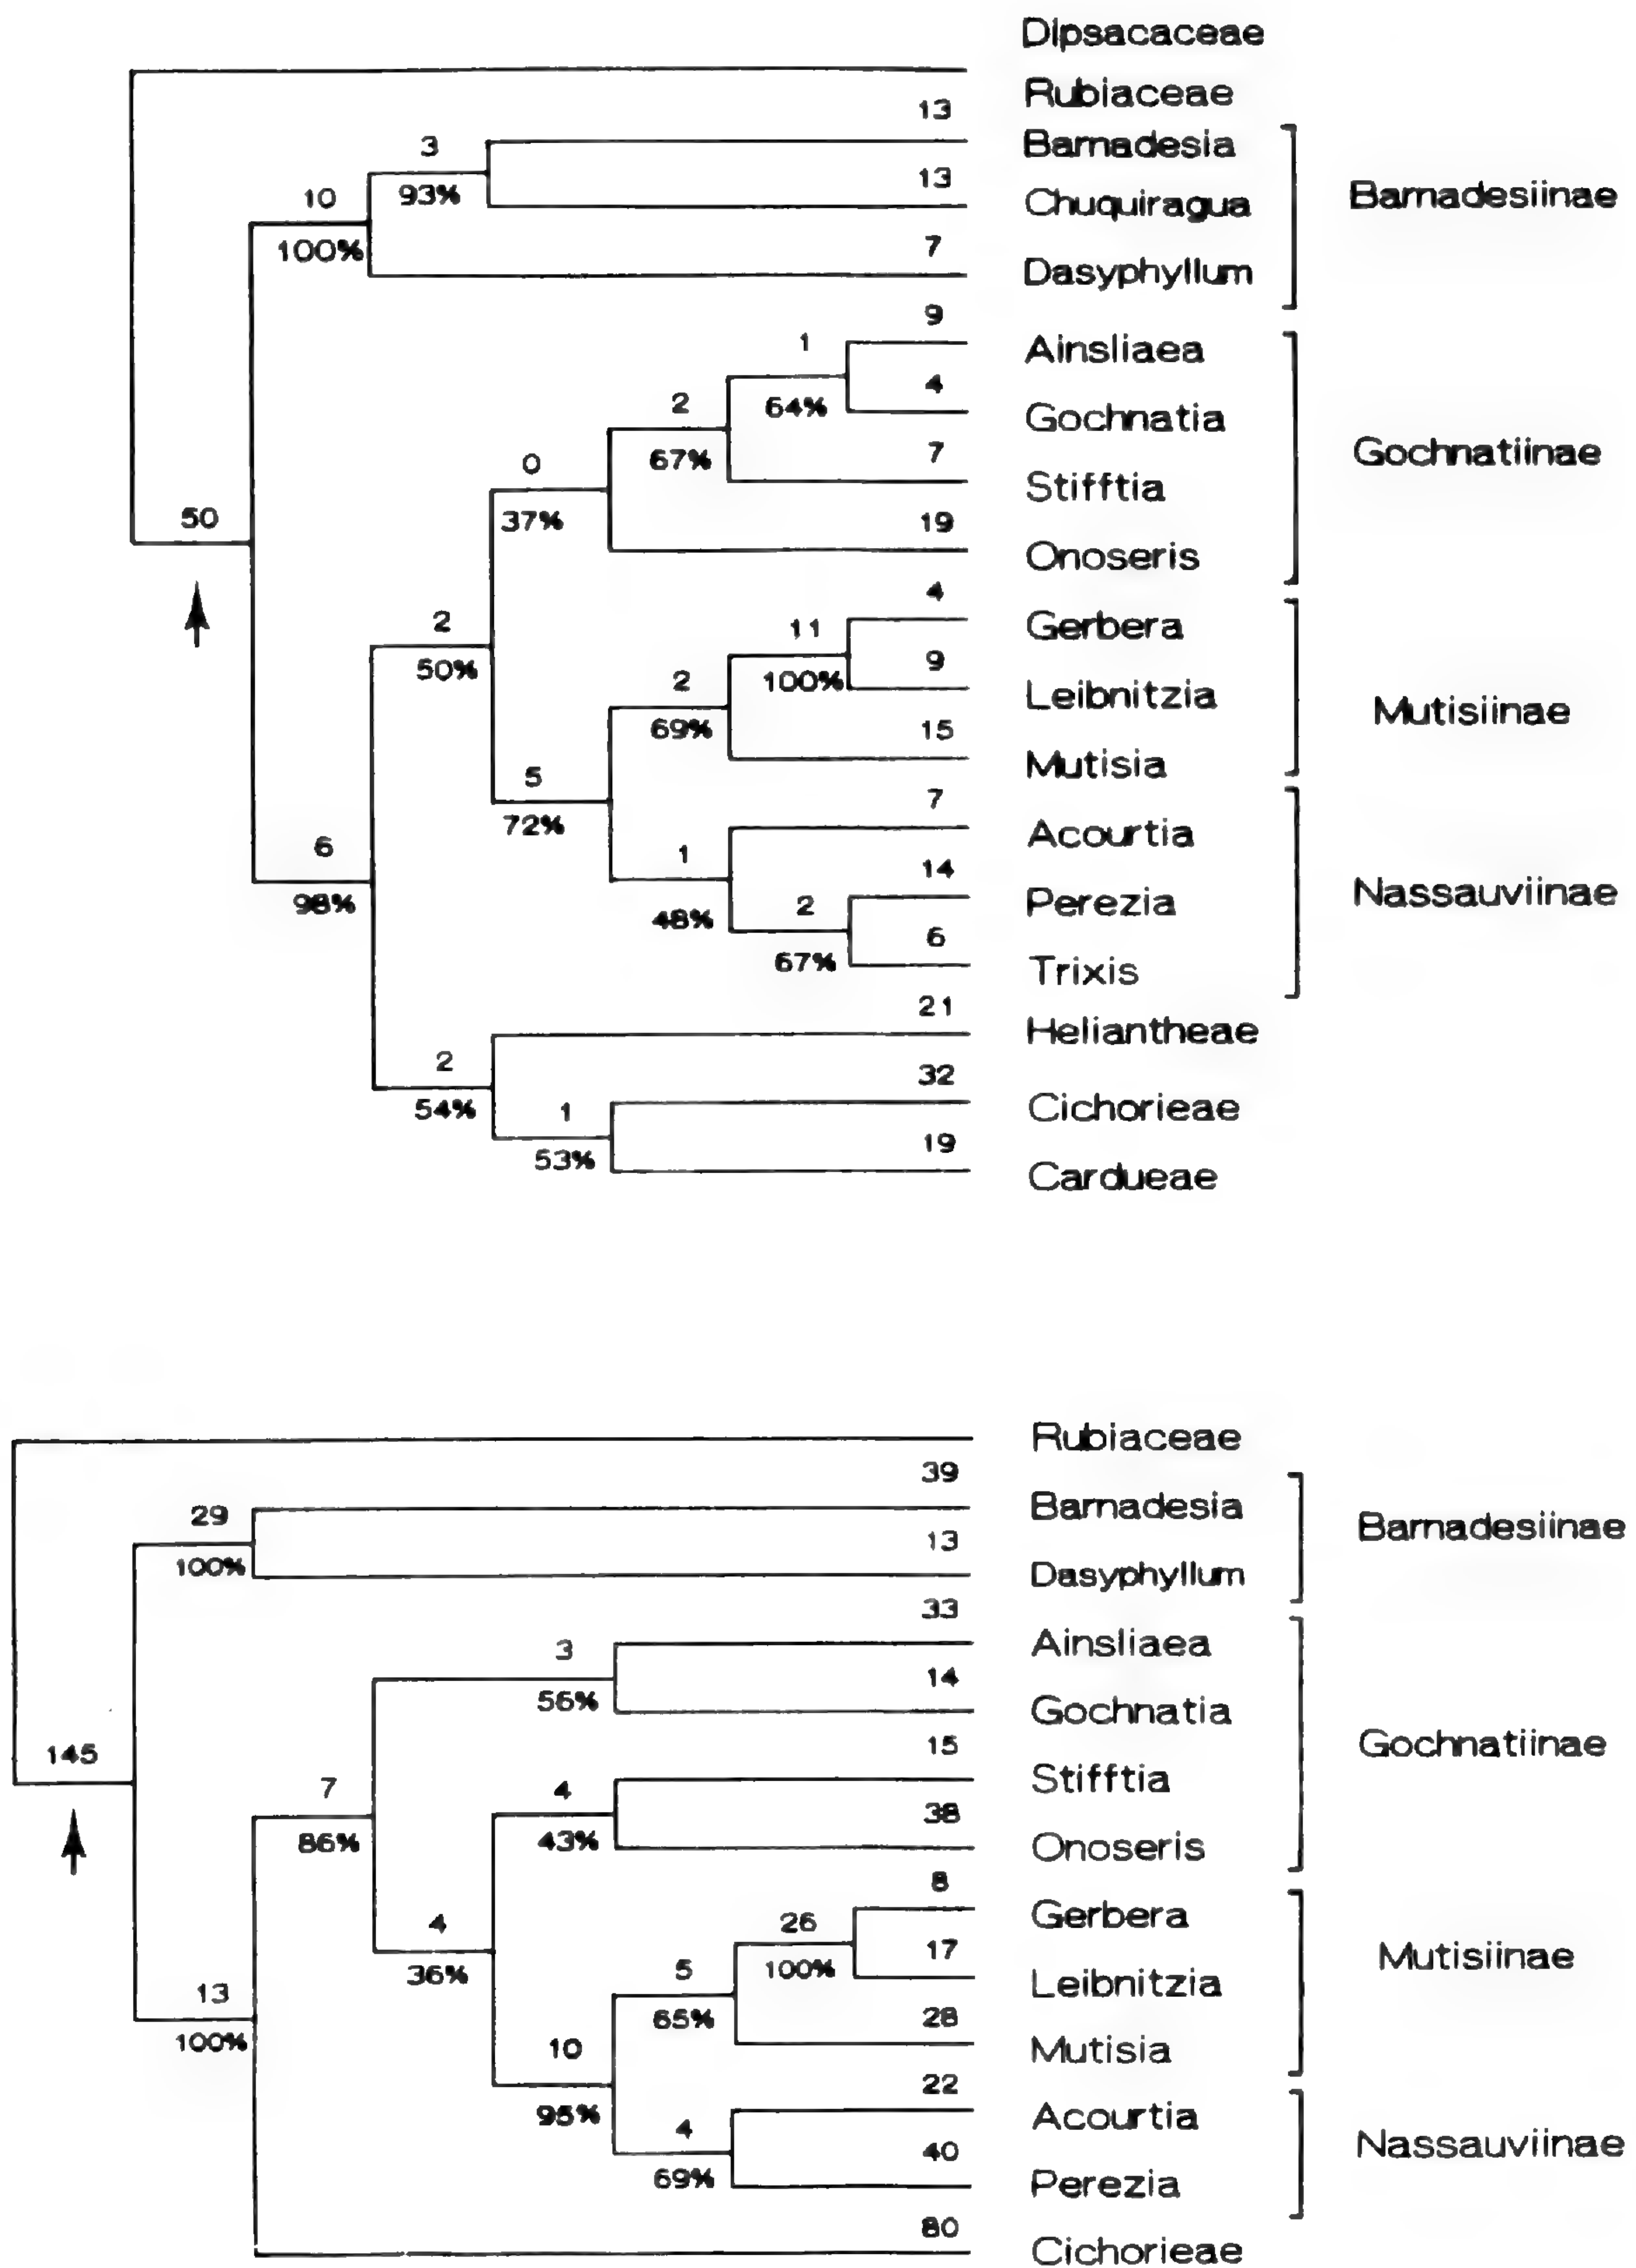 Dipsacaceae
Rubiaceae
13
Barnadesia
3
93%
13
Chuquiragua
Barnadesiinae
10
100%
7
Dasyphyllum
9
Ainsliaea
1
64%
4
Gochnatia
2
67%
7
Stifftia
Gochnatiinae
0
37%
19
Onoseris
50
4
Gerbera
11
100%
9
Leibnitzia
2
50%
2
69%
15
Mutisia
Mutisiinae
5
72%
7
Acourtia
6
98%
1
48%
14
Perezia
2
67%
6
Trixis
Nassauviinae
21
Heliantheae
2
54%
32
Cichorieae
1
53%
19
Cardueae
Rubiaceae
39
Barnadesia
29
100%
13
Dasyphyllum
Barnadesiinae
33
Ainsliaea
3
56%
14
Gochnatia
15
Stifftia
Gochnatiinae
145
7
86%
4
43%
38
Onoseris
8
Gerbera
4
36%
26
100%
17
Leibnitzia
5
65%
28
Mutisia
Mutisiinae
13
100%
10
95%
22
Acourtia
4
69%
40
Perezia
Nassauviinae
80
Cichorieae